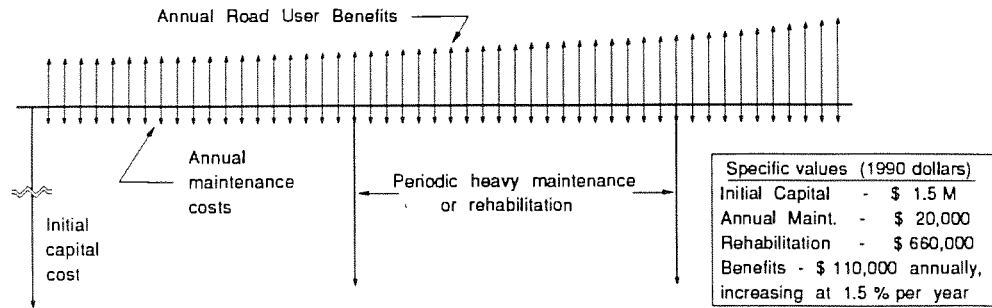 Annual Road User Benefits
Annual
maintenance
costs
Periodic heavy maintenance
or rehabilitation
Initial
capital
cost
Specific values (1990 dollars)
Initial Capital - $ 1.5 M
Annual Maint. - $ 20,000
Rehabilitation - $ 660,000
Benefits - $ 110,000 annually,
increasing at 1.5 % per year